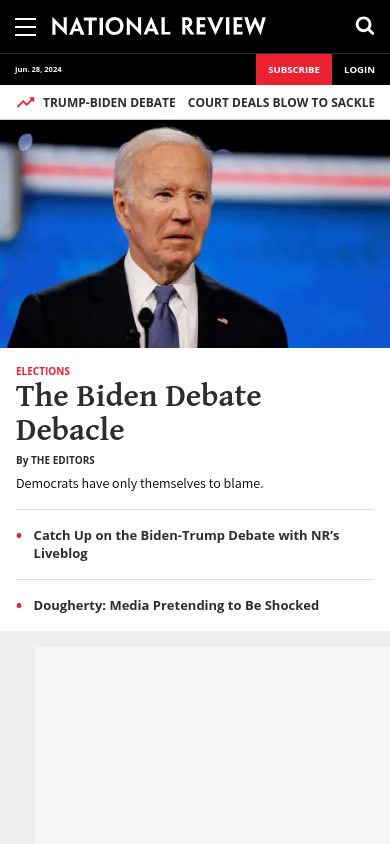 NATIONAL REVIEW
Jun. 28, 2024
SUBSCRIBE
LOGIN
TRUMP-BIDEN DEBATE
COURT DEALS BLOW TO SACKLE
ELECTIONS
The Biden Debate
Debacle
By THE EDITORS
Democrats have only themselves to blame.
Catch Up on the Biden-Trump Debate with NR’s
Liveblog
Dougherty: Media Pretending to Be Shocked